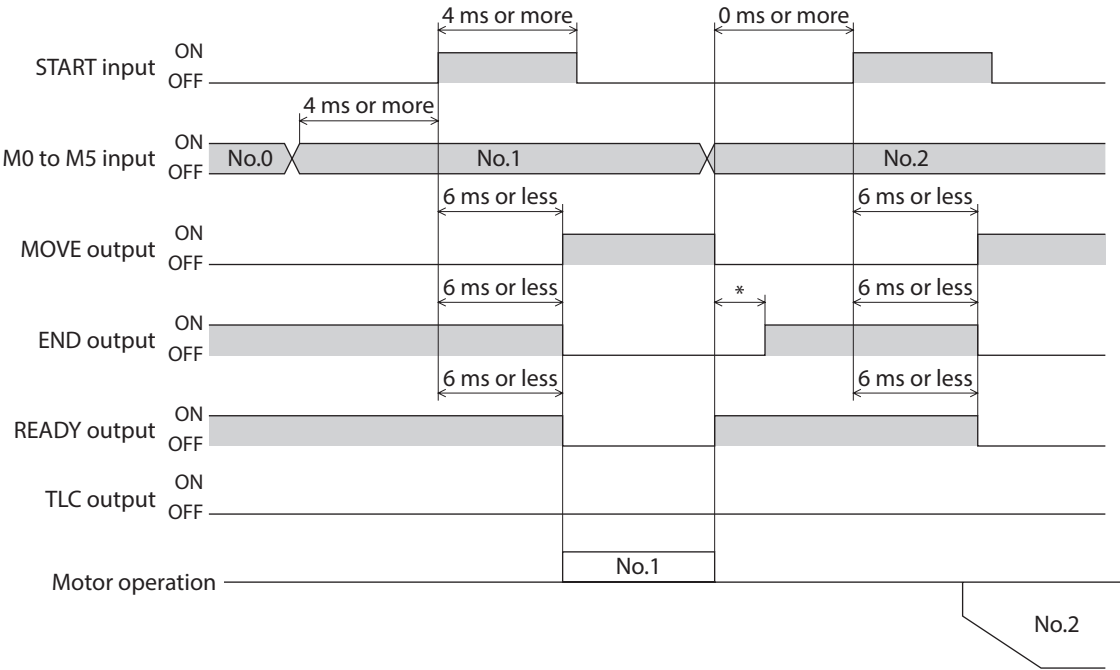 4 ms or more 0 ms or more
START input ON
OFF
4 ms or more
M0 to M5 input ON
OFF
No.0 No.1 No.2
6 ms or less 6 ms or less
MOVE output ON
OFF
6 ms or less * 6 ms or less
END output ON
OFF
6 ms or less 6 ms or less
READY output ON
OFF
TLC output ON
OFF
Motor operation No.1
No.2